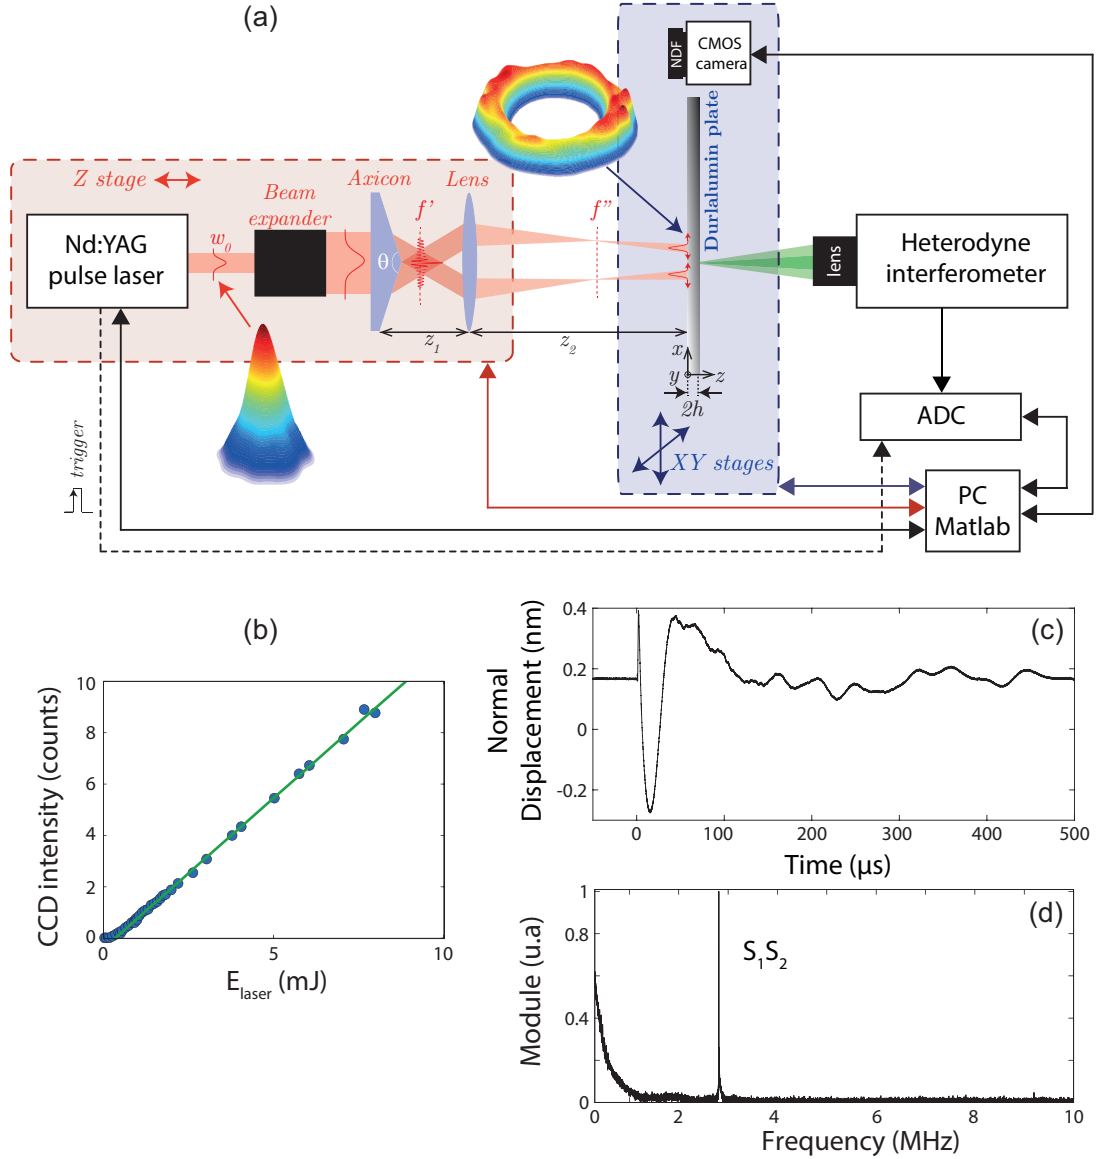 (a)
NDF
CMOS
camera
Durlalumin plate
Z stage
Axicon
Lens
Beam
expander
f'
f"
w0
Nd:YAG
pulse laser
θ
lens
Heterodyne
interferometer
z1
z2
x
y
z
2h
ADC
XY stages
trigger
PC
Matlab
(b)
10
8
6
4
2
0
0
5
10
CCD intensity (counts)
Elaser (mJ)
(c)
0.4
0.2
0
-0.2
0
100
200
300
400
500
Normal
Displacement (nm)
Time (μs)
(d)
1
0.8
0.4
0
0
2
4
6
8
10
S1S2
Module (u.a)
Frequency (MHz)